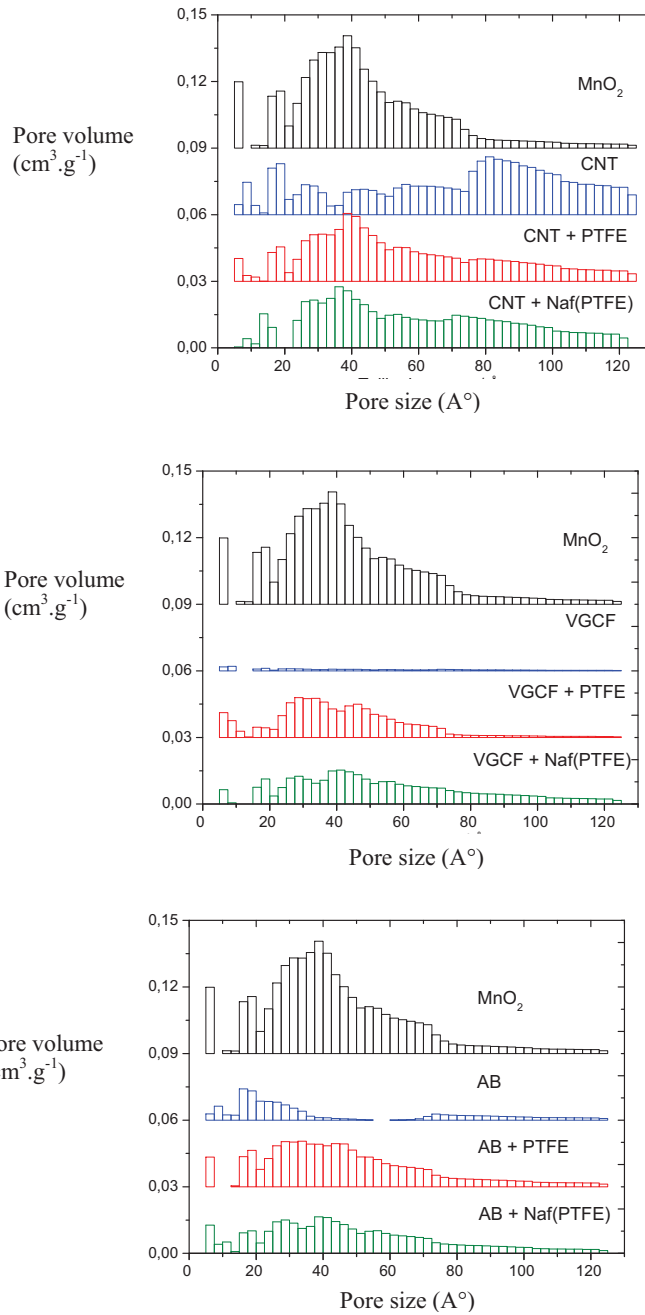 0,15
0,12
0,09
0,06
0,03
0,00
Pore volume
(cm³.g⁻¹)
MnO₂
CNT
CNT + PTFE
CNT + Naf(PTFE)
0 20 40 60 80 100 120
Pore size (A°)
0,15
0,12
0,09
0,06
0,03
0,00
Pore volume
(cm³.g⁻¹)
MnO₂
VGCF
VGCF + PTFE
VGCF + Naf(PTFE)
0 20 40 60 80 100 120
Pore size (A°)
0,15
0,12
0,09
0,06
0,03
0,00
ore volume
m³.g⁻¹)
MnO₂
AB
AB + PTFE
AB + Naf(PTFE)
0 20 40 60 80 100 120
Pore size (A°)